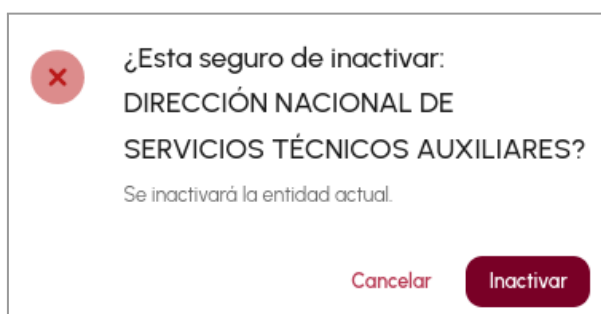 ¿Esta seguro de inactivar:
DIRECCIÓN NACIONAL DE
SERVICIOS TÉCNICOS AUXILIARES?
Se inactivará la entidad actual.
Cancelar Inactivar